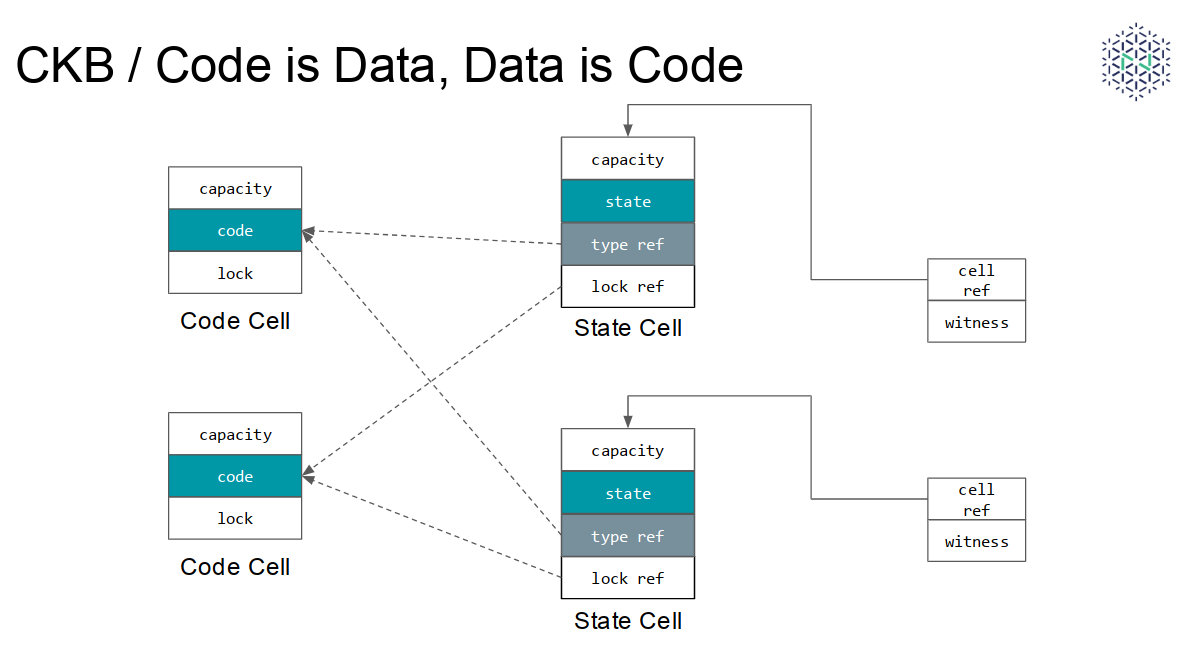 CKB / Code is Data, Data is Code
capacity
code
lock
Code Cell
capacity
code
lock
Code Cell
capacity
state
type ref
lock ref
State Cell
capacity
state
type ref
lock ref
State Cell
cell
ref
witness
cell
ref
witness